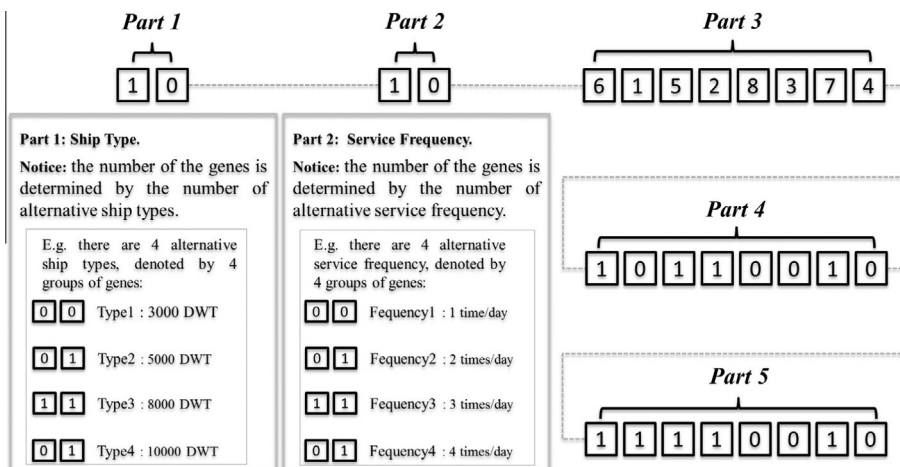 Part 1
Part 2
Part 3
1 0
1 0
6 1 5 2 8 3 7 4
Part 1: Ship Type.
Notice: the number of the genes is
determined by the number of
alternative ship types.
E.g. there are 4 alternative
ship types, denoted by 4
groups of genes:
0 0 Type1 : 3000 DWT
0 1 Type2 : 5000 DWT
1 1 Type3 : 8000 DWT
0 1 Type4 : 10000 DWT
Part 2: Service Frequency.
Notice: the number of the genes is
determined by the number of
alternative service frequency.
E.g. there are 4 alternative
service frequency, denoted by
4 groups of genes:
0 0 Fequency1 : 1 time/day
0 1 Fequency2 : 2 times/day
1 1 Fequency3 : 3 times/day
0 1 Fequency4 : 4 times/day
Part 4
1 0 1 1 0 0 1 0
Part 5
1 1 1 1 0 0 1 0